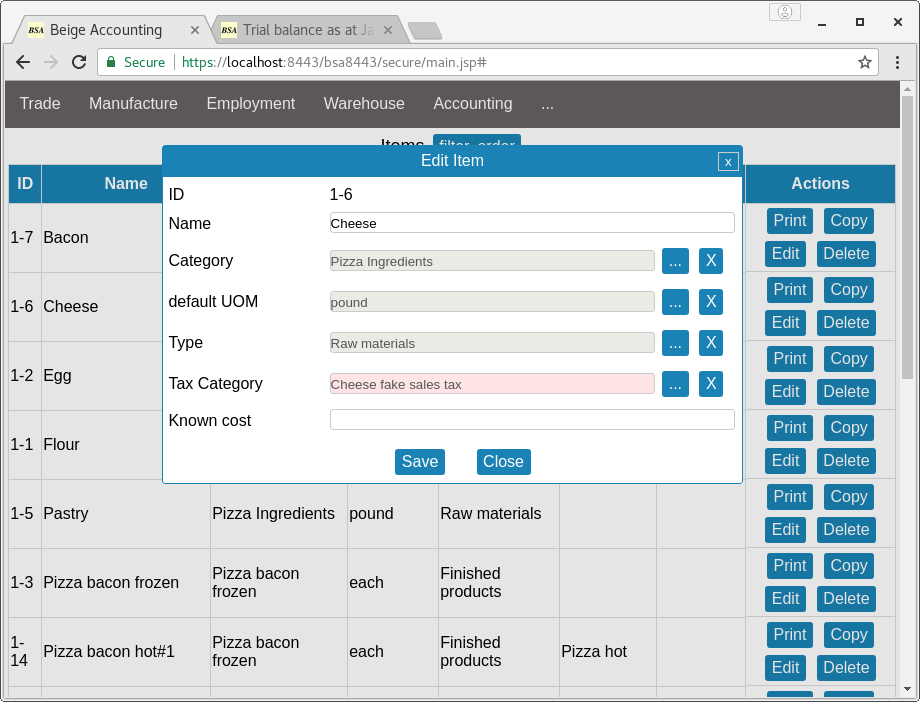 BSA Beige Accounting × BSA Trial balance as at Ja ×
Secure https://localhost:8443/bsa8443/secure/main.jsp#
Trade Manufacture Employment Warehouse Accounting ...
Items filter, order
Edit Item x
ID Name Actions
ID 1-6
Name Cheese
Category Pizza Ingredients ... X
default UOM pound ... X
Type Raw materials ... X
Tax Category Cheese fake sales tax ... X
Known cost
Save Close
1-7 Bacon Print Copy
Edit Delete
1-6 Cheese Print Copy
Edit Delete
1-2 Egg Print Copy
Edit Delete
1-1 Flour Print Copy
Edit Delete
1-5 Pastry Pizza Ingredients pound Raw materials Print Copy
Edit Delete
1-3 Pizza bacon frozen Pizza bacon frozen each Finished products Print Copy
Edit Delete
1-14 Pizza bacon hot#1 Pizza bacon frozen each Finished products Pizza hot Print Copy
Edit Delete